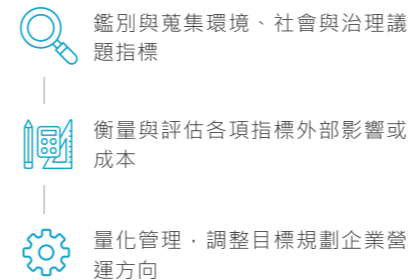 鑑別與蒐集環境、社會與治理議
題指標
衡量與評估各項指標外部影響或
成本
量化管理，調整目標規劃企業營
運方向